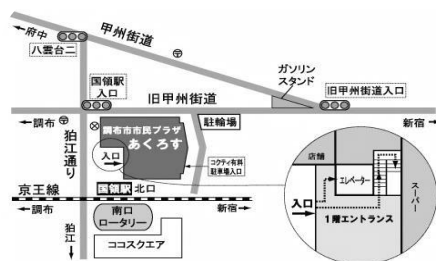 ←府中
甲州街道
〒
八雲台二
国領駅
入口
ガソリン
スタンド
旧甲州街道入口
旧甲州街道
←調布
〒
新宿→
狛江通り
調布市市民プラザ
あくろす
入口
駐輪場
コクティ有料
駐車場入口
京王線
国領駅
北口
←調布
新宿→
南口
ロータリー
狛江
ココスクエア
店舗
エレベーター
スーパー
入口
1階エントランス